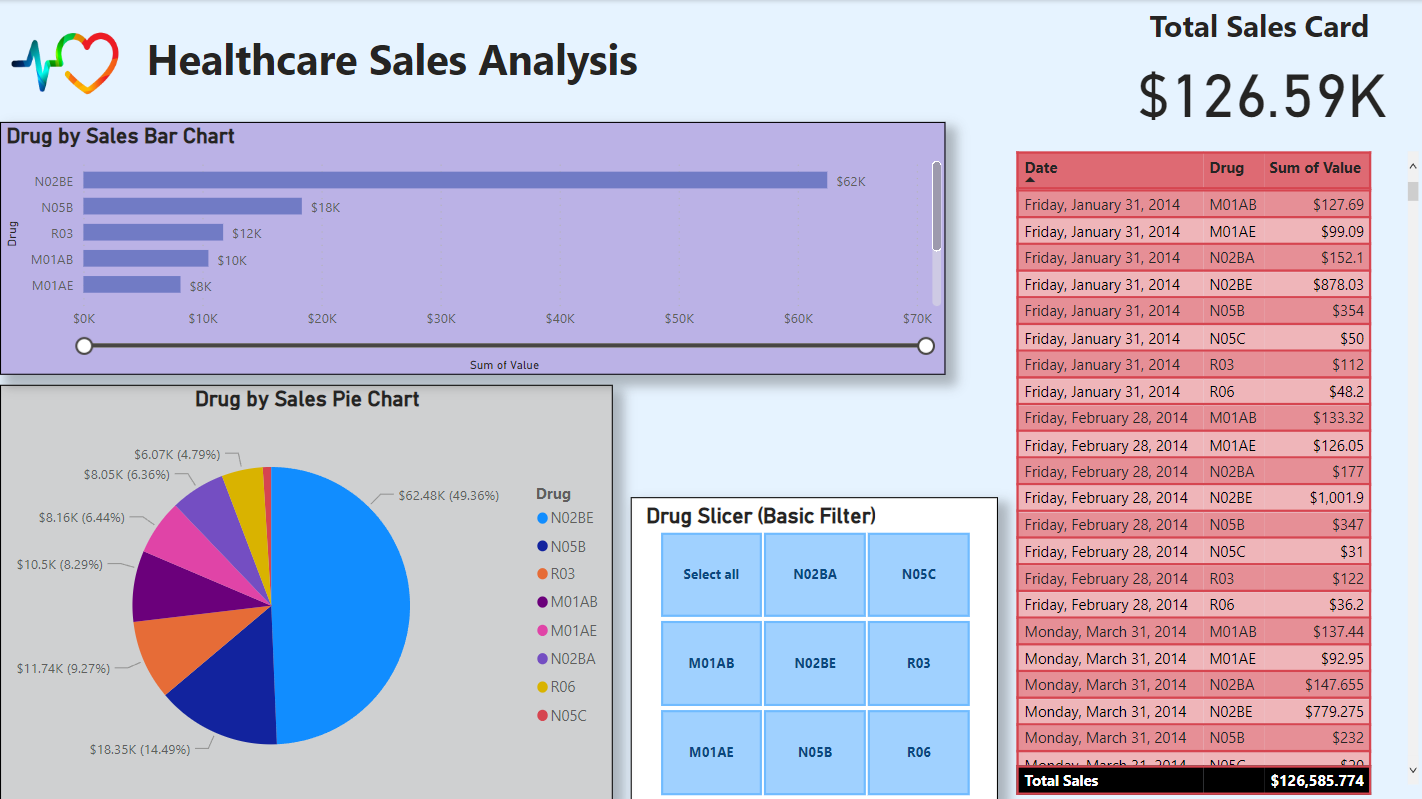 Healthcare Sales Analysis
Total Sales Card
$126.59K
Drug by Sales Bar Chart
Drug
N02BE $62K
N05B $18K
R03 $12K
M01AB $10K
M01AE $8K
$0K $10K $20K $30K $40K $50K $60K $70K
Sum of Value
Drug by Sales Pie Chart
$6.07K (4.79%)
$8.05K (6.36%)
$8.16K (6.44%)
$10.5K (8.29%)
$11.74K (9.27%)
$18.35K (14.49%)
$62.48K (49.36%)
Drug
N02BE
N05B
R03
M01AB
M01AE
N02BA
R06
N05C
Drug Slicer (Basic Filter)
Select all N02BA N05C
M01AB N02BE R03
M01AE N05B R06
Date Drug Sum of Value
Friday, January 31, 2014 M01AB $127.69
Friday, January 31, 2014 M01AE $99.09
Friday, January 31, 2014 N02BA $152.1
Friday, January 31, 2014 N02BE $878.03
Friday, January 31, 2014 N05B $354
Friday, January 31, 2014 N05C $50
Friday, January 31, 2014 R03 $112
Friday, January 31, 2014 R06 $48.2
Friday, February 28, 2014 M01AB $133.32
Friday, February 28, 2014 M01AE $126.05
Friday, February 28, 2014 N02BA $177
Friday, February 28, 2014 N02BE $1,001.9
Friday, February 28, 2014 N05B $347
Friday, February 28, 2014 N05C $31
Friday, February 28, 2014 R03 $122
Friday, February 28, 2014 R06 $36.2
Monday, March 31, 2014 M01AB $137.44
Monday, March 31, 2014 M01AE $92.95
Monday, March 31, 2014 N02BA $147.655
Monday, March 31, 2014 N02BE $779.275
Monday, March 31, 2014 N05B $232
Monday, March 31, 2014 N05C
Total Sales $126,585.774